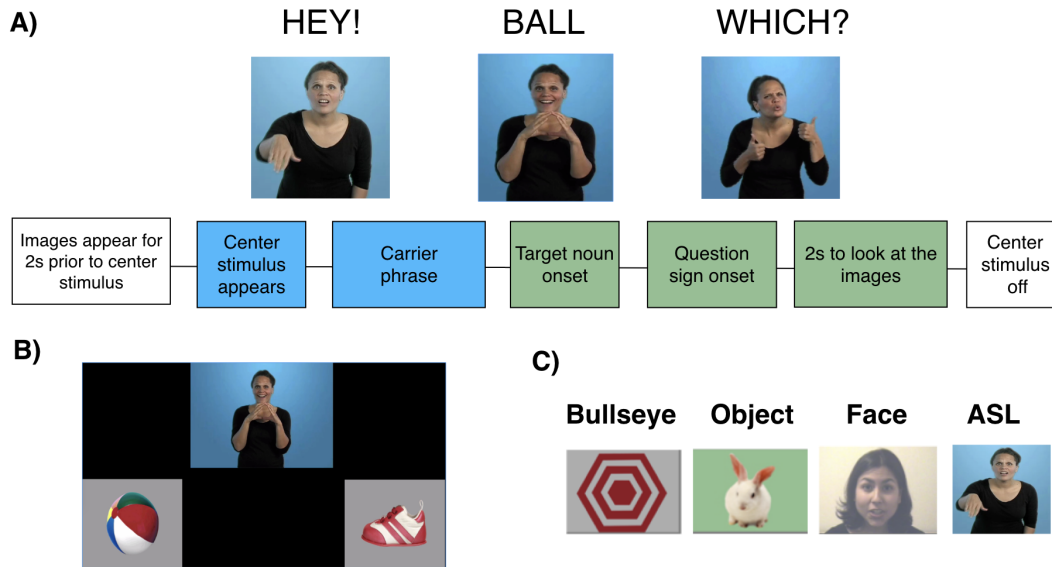 A)
HEY!
BALL
WHICH?
Images appear for
2s prior to center
stimulus
Center
stimulus
appears
Carrier
phrase
Target noun
onset
Question
sign onset
2s to look at the
images
Center
stimulus
off
B)
C)
Bullseye
Object
Face
ASL